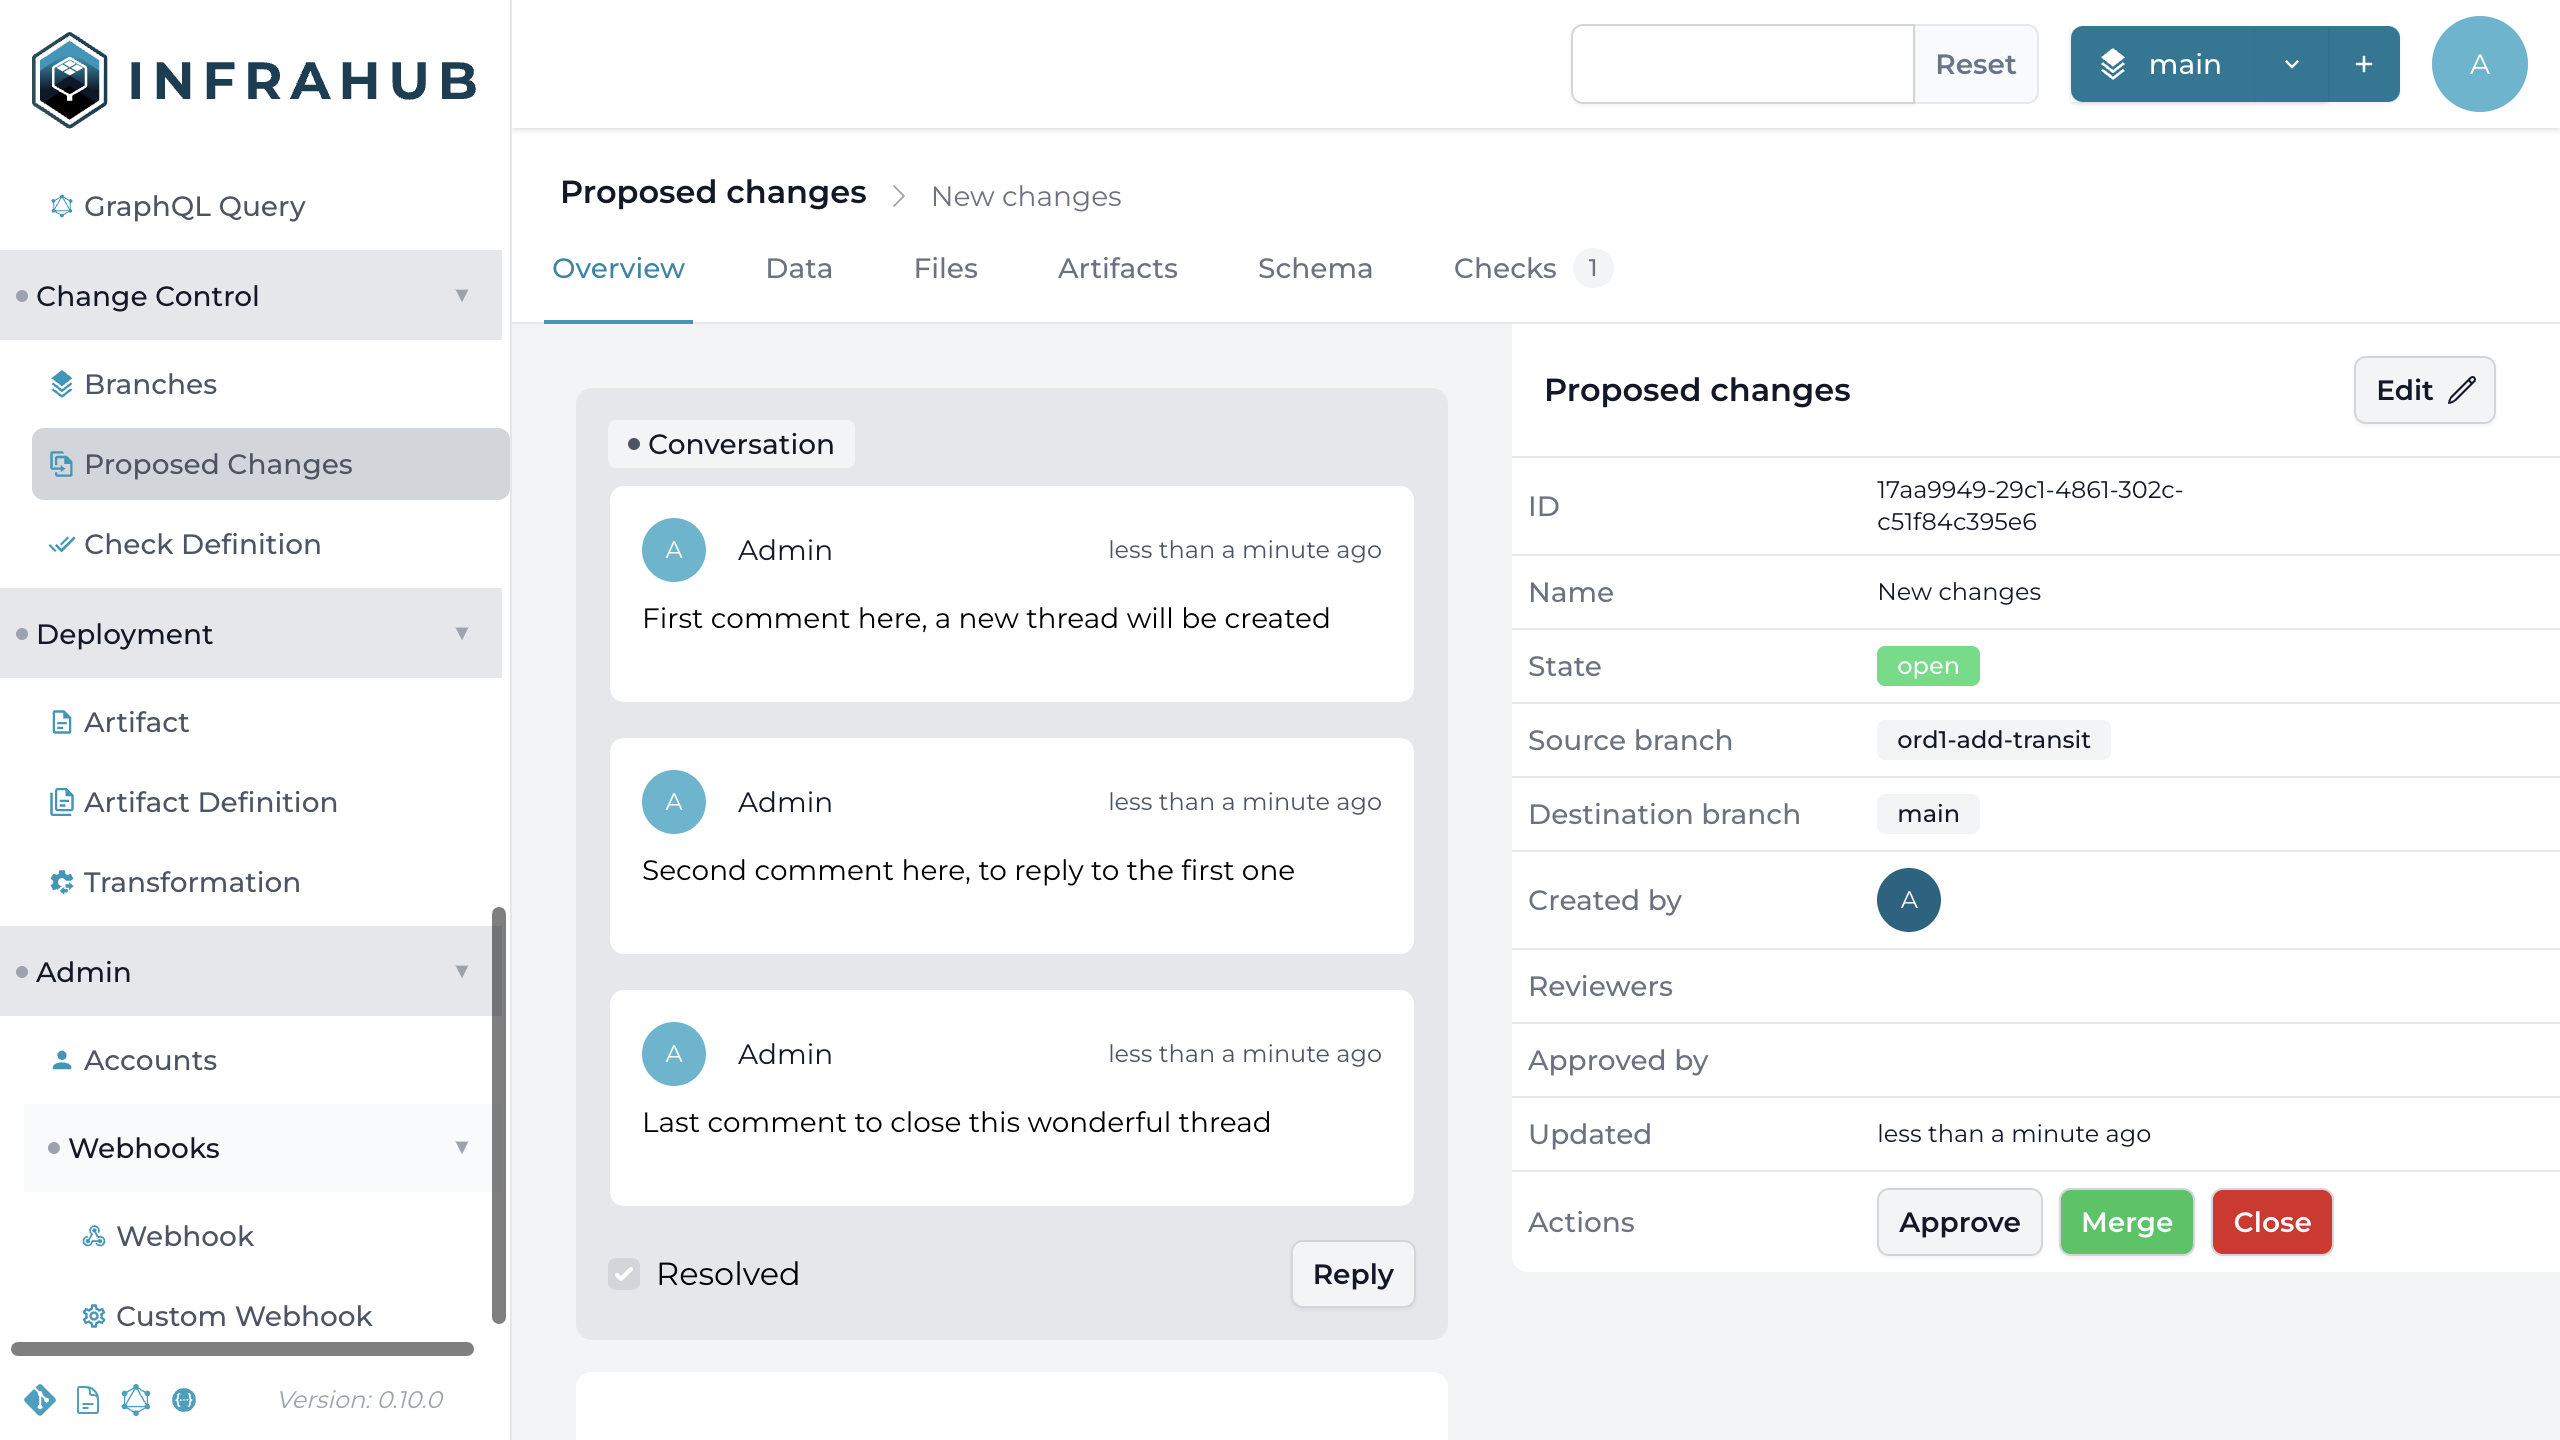 INFRAHUB
GraphQL Query
Change Control
Branches
Proposed Changes
Check Definition
Deployment
Artifact
Artifact Definition
Transformation
Admin
Accounts
Webhooks
Webhook
Custom Webhook
Version: 0.10.0
Reset
main
+
A
Proposed changes
New changes
Overview
Data
Files
Artifacts
Schema
Checks 1
Conversation
A
Admin
less than a minute ago
First comment here, a new thread will be created
A
Admin
less than a minute ago
Second comment here, to reply to the first one
A
Admin
less than a minute ago
Last comment to close this wonderful thread
Resolved
Reply
Proposed changes
Edit
ID
17aa9949-29c1-4861-302c-
c51f84c395e6
Name
New changes
State
open
Source branch
ord1-add-transit
Destination branch
main
Created by
A
Reviewers
Approved by
Updated
less than a minute ago
Actions
Approve
Merge
Close